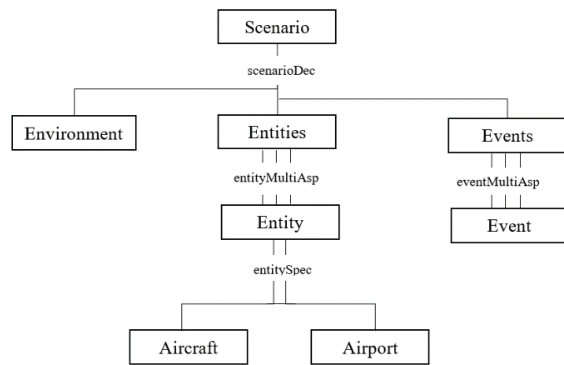 Scenario
scenarioDec
Environment
Entities
Events
entityMultiAsp
eventMultiAsp
Entity
Event
entitySpec
Aircraft
Airport